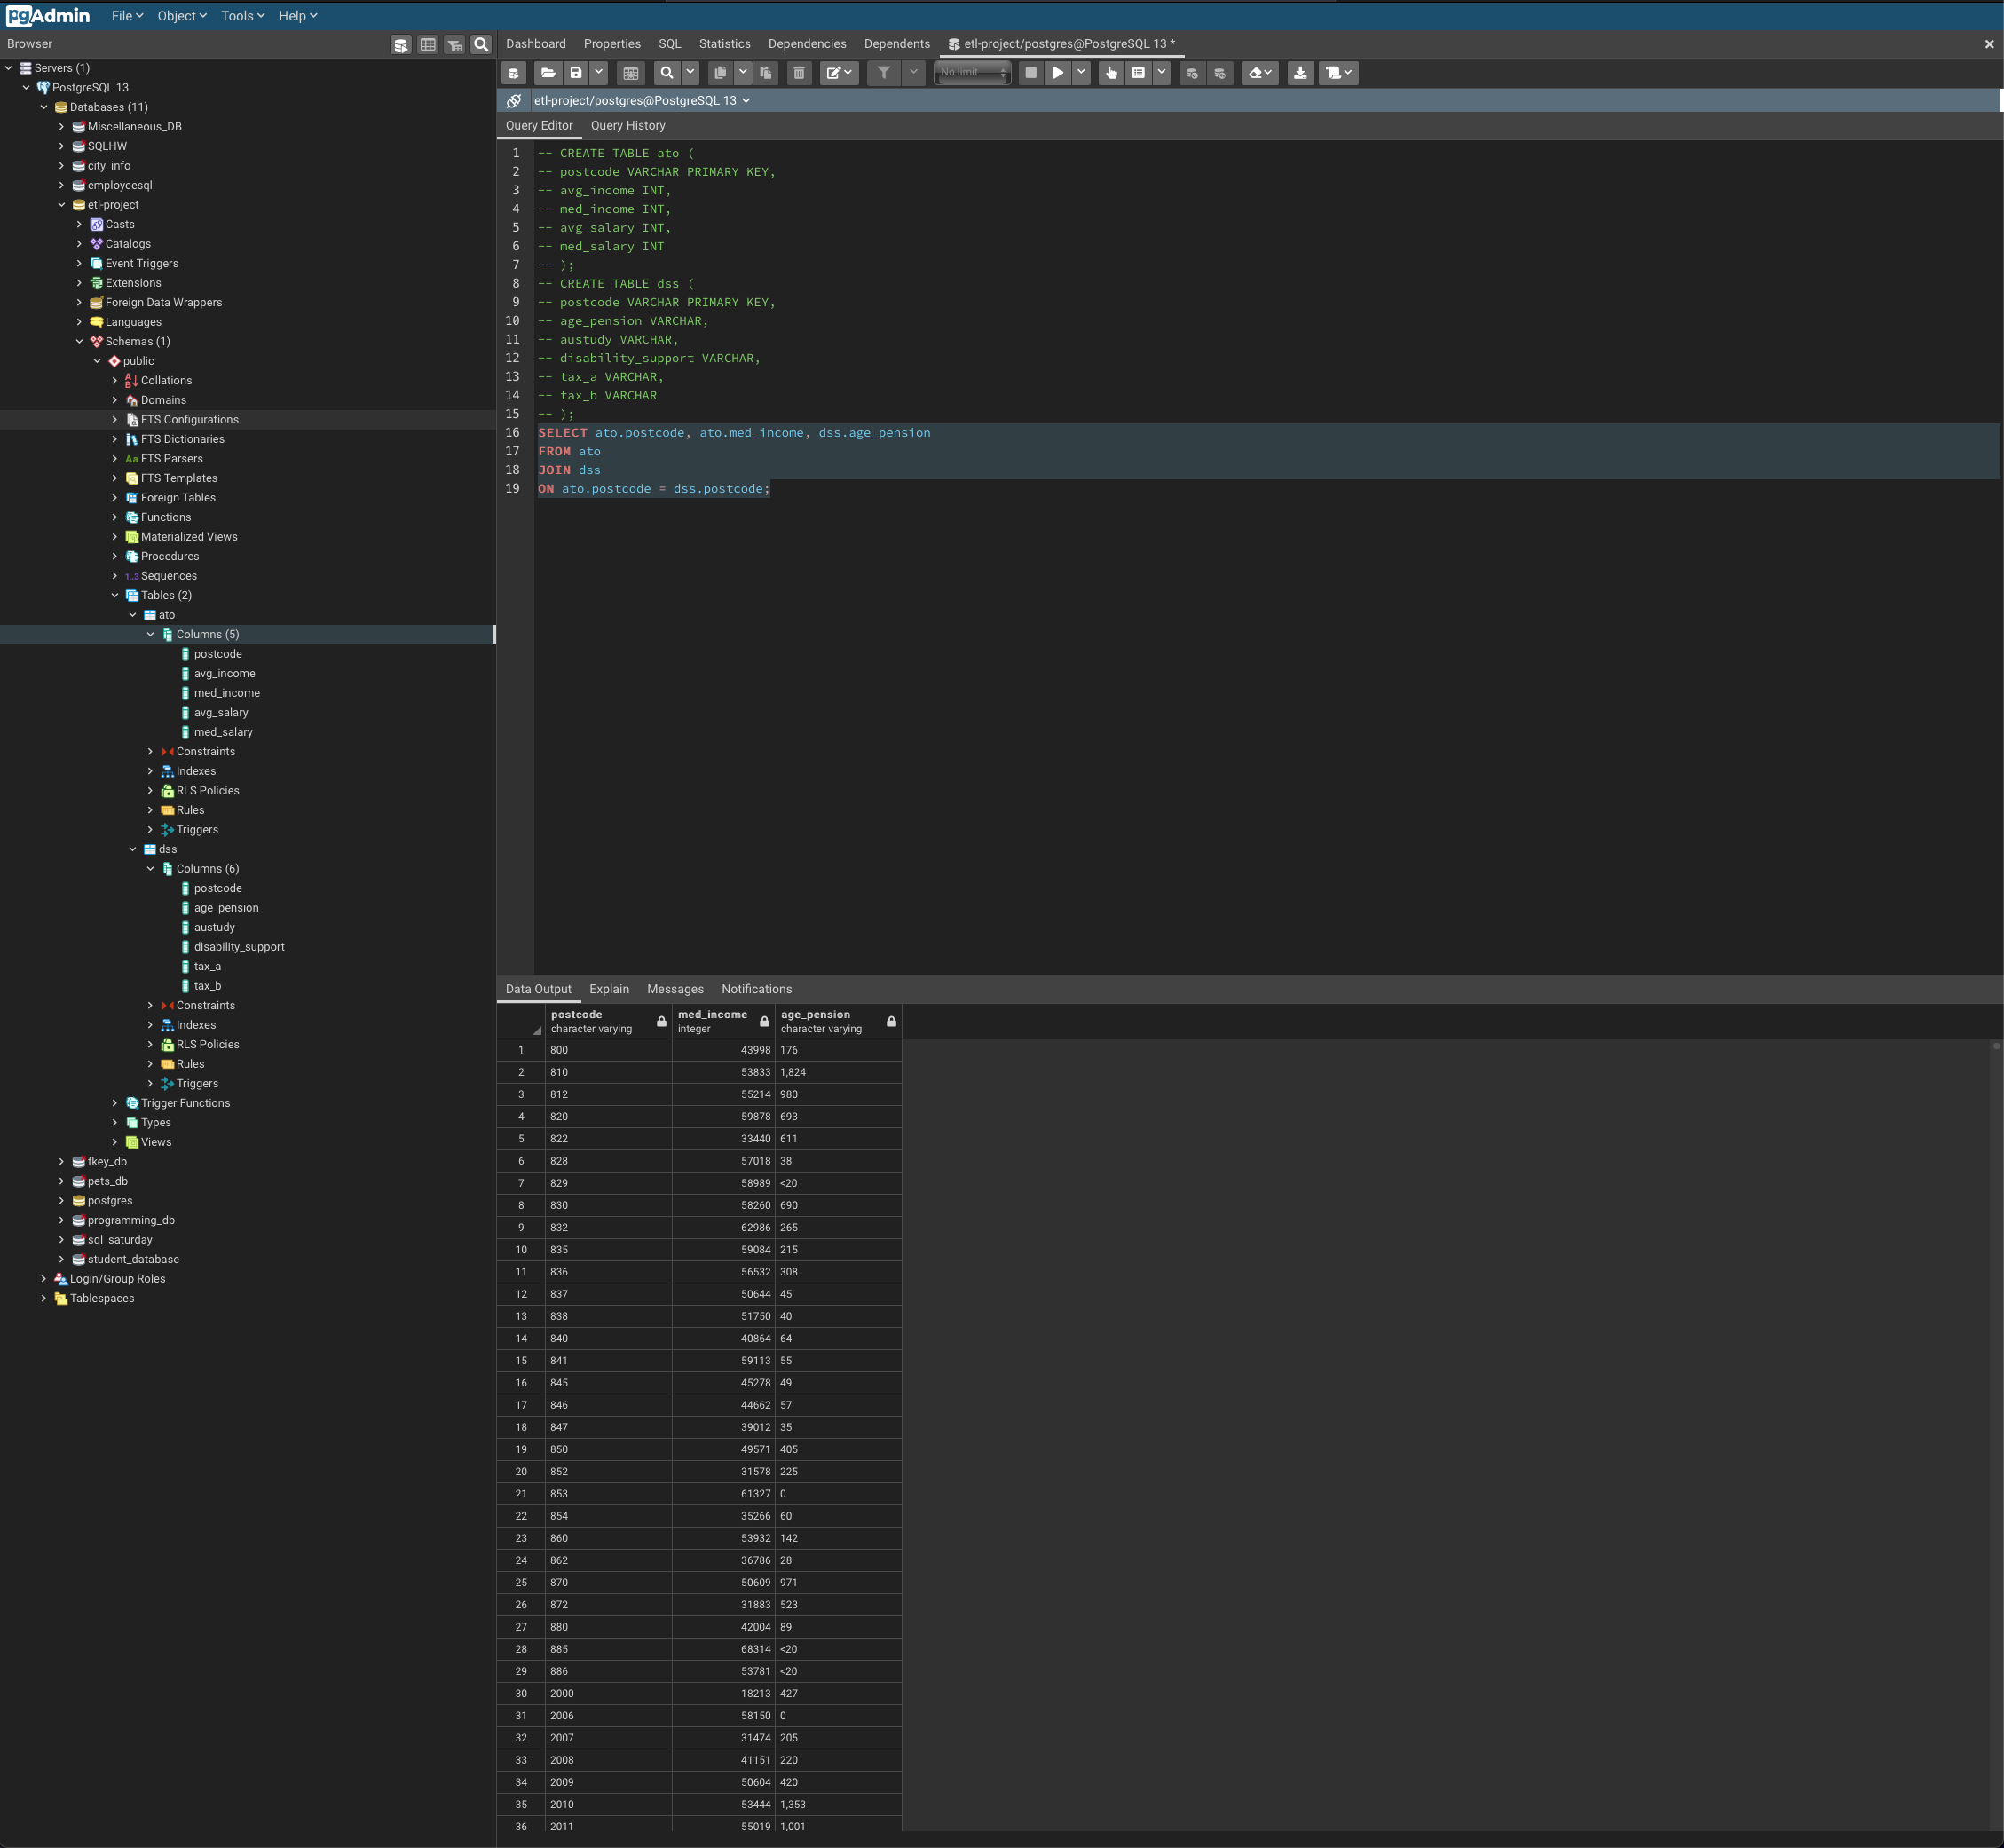 pgAdmin File Object Tools Help
Browser
Servers (1)
PostgreSQL 13
Databases (11)
Miscellaneous_DB
SQLHW
city_info
employeesql
etl-project
Casts
Catalogs
Event Triggers
Extensions
Foreign Data Wrappers
Languages
Schemas (1)
public
Collations
Domains
FTS Configurations
FTS Dictionaries
Aa FTS Parsers
FTS Templates
Foreign Tables
Functions
Materialized Views
Procedures
1..3 Sequences
Tables (2)
ato
Columns (5)
postcode
avg_income
med_income
avg_salary
med_salary
Constraints
Indexes
RLS Policies
Rules
Triggers
dss
Columns (6)
postcode
age_pension
austudy
disability_support
tax_a
tax_b
Constraints
Indexes
RLS Policies
Rules
Triggers
Trigger Functions
Types
Views
fkey_db
pets_db
postgres
programming_db
sql_saturday
student_database
Login/Group Roles
Tablespaces
Dashboard Properties SQL Statistics Dependencies Dependents etl-project/postgres@PostgreSQL 13 *
No limit
etl-project/postgres@PostgreSQL 13
Query Editor Query History
1 -- CREATE TABLE ato (
2 -- postcode VARCHAR PRIMARY KEY,
3 -- avg_income INT,
4 -- med_income INT,
5 -- avg_salary INT,
6 -- med_salary INT
7 -- );
8 -- CREATE TABLE dss (
9 -- postcode VARCHAR PRIMARY KEY,
10 -- age_pension VARCHAR,
11 -- austudy VARCHAR,
12 -- disability_support VARCHAR,
13 -- tax_a VARCHAR,
14 -- tax_b VARCHAR
15 -- );
16 SELECT ato.postcode, ato.med_income, dss.age_pension
17 FROM ato
18 JOIN dss
19 ON ato.postcode = dss.postcode;
Data Output Explain Messages Notifications
postcode med_income age_pension
character varying integer character varying
1 800 43998 176
2 810 53833 1,824
3 812 55214 980
4 820 59878 693
5 822 33440 611
6 828 57018 38
7 829 58989 <20
8 830 58260 690
9 832 62986 265
10 835 59084 215
11 836 56532 308
12 837 50644 45
13 838 51750 40
14 840 40864 64
15 841 59113 55
16 845 45278 49
17 846 44662 57
18 847 39012 35
19 850 49571 405
20 852 31578 225
21 853 61327 0
22 854 35266 60
23 860 53932 142
24 862 36786 28
25 870 50609 971
26 872 31883 523
27 880 42004 89
28 885 68314 <20
29 886 53781 <20
30 2000 18213 427
31 2006 58150 0
32 2007 31474 205
33 2008 41151 220
34 2009 50604 420
35 2010 53444 1,353
36 2011 55019 1,001